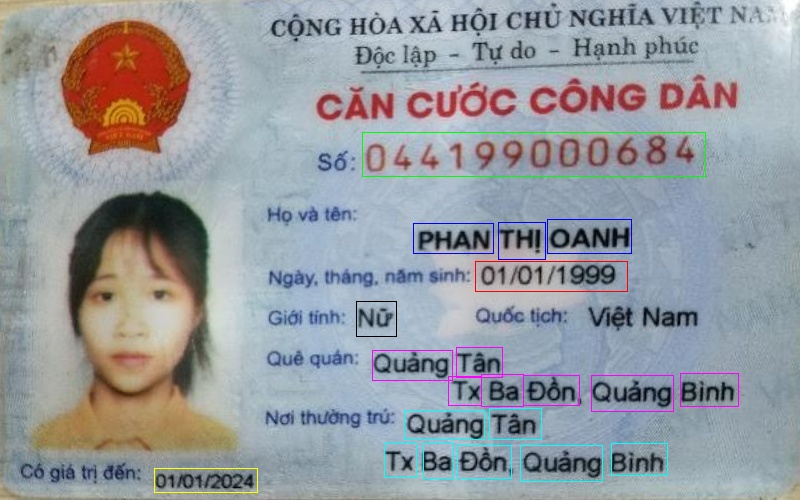 CỘNG HÒA XÃ HỘI CHỦ NGHĨA VIỆT NAM
Độc lập - Tự do - Hạnh phúc
CĂN CƯỚC CÔNG DÂN
Số: 044199000684
Họ và tên:
PHAN THỊ OANH
Ngày, tháng, năm sinh: 01/01/1999
Giới tính: Nữ Quốc tịch: Việt Nam
Quê quán: Quảng Tân
Tx Ba Đồn, Quảng Bình
Nơi thường trú: Quảng Tân
Tx Ba Đồn, Quảng Bình
Có giá trị đến: 01/01/2024